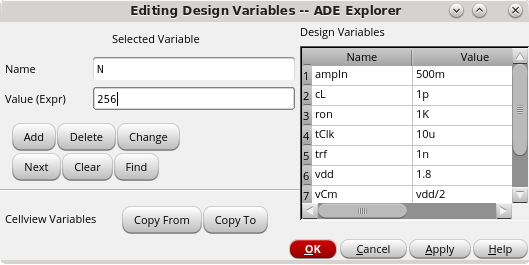 Editing Design Variables -- ADE Explorer
Selected Variable
Name N
Value (Expr) 256
Add Delete Change
Next Clear Find
Cellview Variables Copy From Copy To
Design Variables
Name Value
1 ampIn 500m
2 cL 1p
3 ron 1K
4 tClk 10u
5 trf 1n
6 vdd 1.8
7 vCm vdd/2
OK Cancel Apply Help